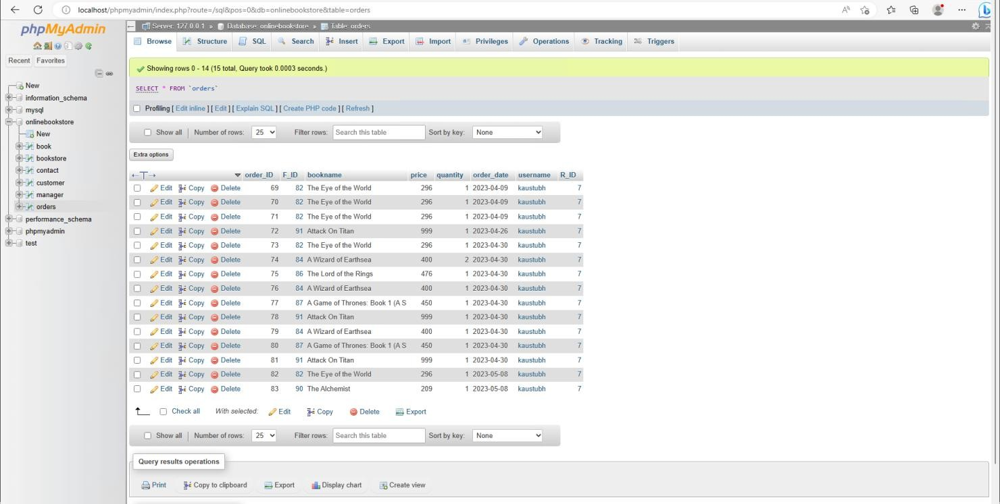 localhost/phpmyadmin/index.php?route=/sql&pos=0&db=onlinebookstore&table=orders
phpMyAdmin
Recent Favorites
New
information_schema
mysql
onlinebookstore
New
book
bookstore
contact
customer
manager
orders
performance_schema
phpmyadmin
test
Server: 127.0.0.1 » Database: onlinebookstore » Table: orders
Browse Structure SQL Search Insert Export Import Privileges Operations Tracking Triggers
Showing rows 0 - 14 (15 total, Query took 0.0003 seconds.)
SELECT * FROM `orders`
Profiling [ Edit inline ] [ Edit ] [ Explain SQL ] [ Create PHP code ] [ Refresh ]
Show all Number of rows: 25 Filter rows: Search this table Sort by key: None
Extra options
order_ID F_ID bookname price quantity order_date username R_ID
Edit Copy Delete 69 82 The Eye of the World 296 1 2023-04-09 kaustubh 7
Edit Copy Delete 70 82 The Eye of the World 296 1 2023-04-09 kaustubh 7
Edit Copy Delete 71 82 The Eye of the World 296 1 2023-04-09 kaustubh 7
Edit Copy Delete 72 91 Attack On Titan 999 1 2023-04-26 kaustubh 7
Edit Copy Delete 73 82 The Eye of the World 296 1 2023-04-30 kaustubh 7
Edit Copy Delete 74 84 A Wizard of Earthsea 400 2 2023-04-30 kaustubh 7
Edit Copy Delete 75 86 The Lord of the Rings 476 1 2023-04-30 kaustubh 7
Edit Copy Delete 76 84 A Wizard of Earthsea 400 1 2023-04-30 kaustubh 7
Edit Copy Delete 77 87 A Game of Thrones: Book 1 (A S 450 1 2023-04-30 kaustubh 7
Edit Copy Delete 78 91 Attack On Titan 999 1 2023-04-30 kaustubh 7
Edit Copy Delete 79 84 A Wizard of Earthsea 400 1 2023-04-30 kaustubh 7
Edit Copy Delete 80 87 A Game of Thrones: Book 1 (A S 450 1 2023-04-30 kaustubh 7
Edit Copy Delete 81 91 Attack On Titan 999 1 2023-04-30 kaustubh 7
Edit Copy Delete 82 82 The Eye of the World 296 1 2023-05-08 kaustubh 7
Edit Copy Delete 83 90 The Alchemist 209 1 2023-05-08 kaustubh 7
Check all With selected: Edit Copy Delete Export
Show all Number of rows: 25 Filter rows: Search this table Sort by key: None
Query results operations
Print Copy to clipboard Export Display chart Create view